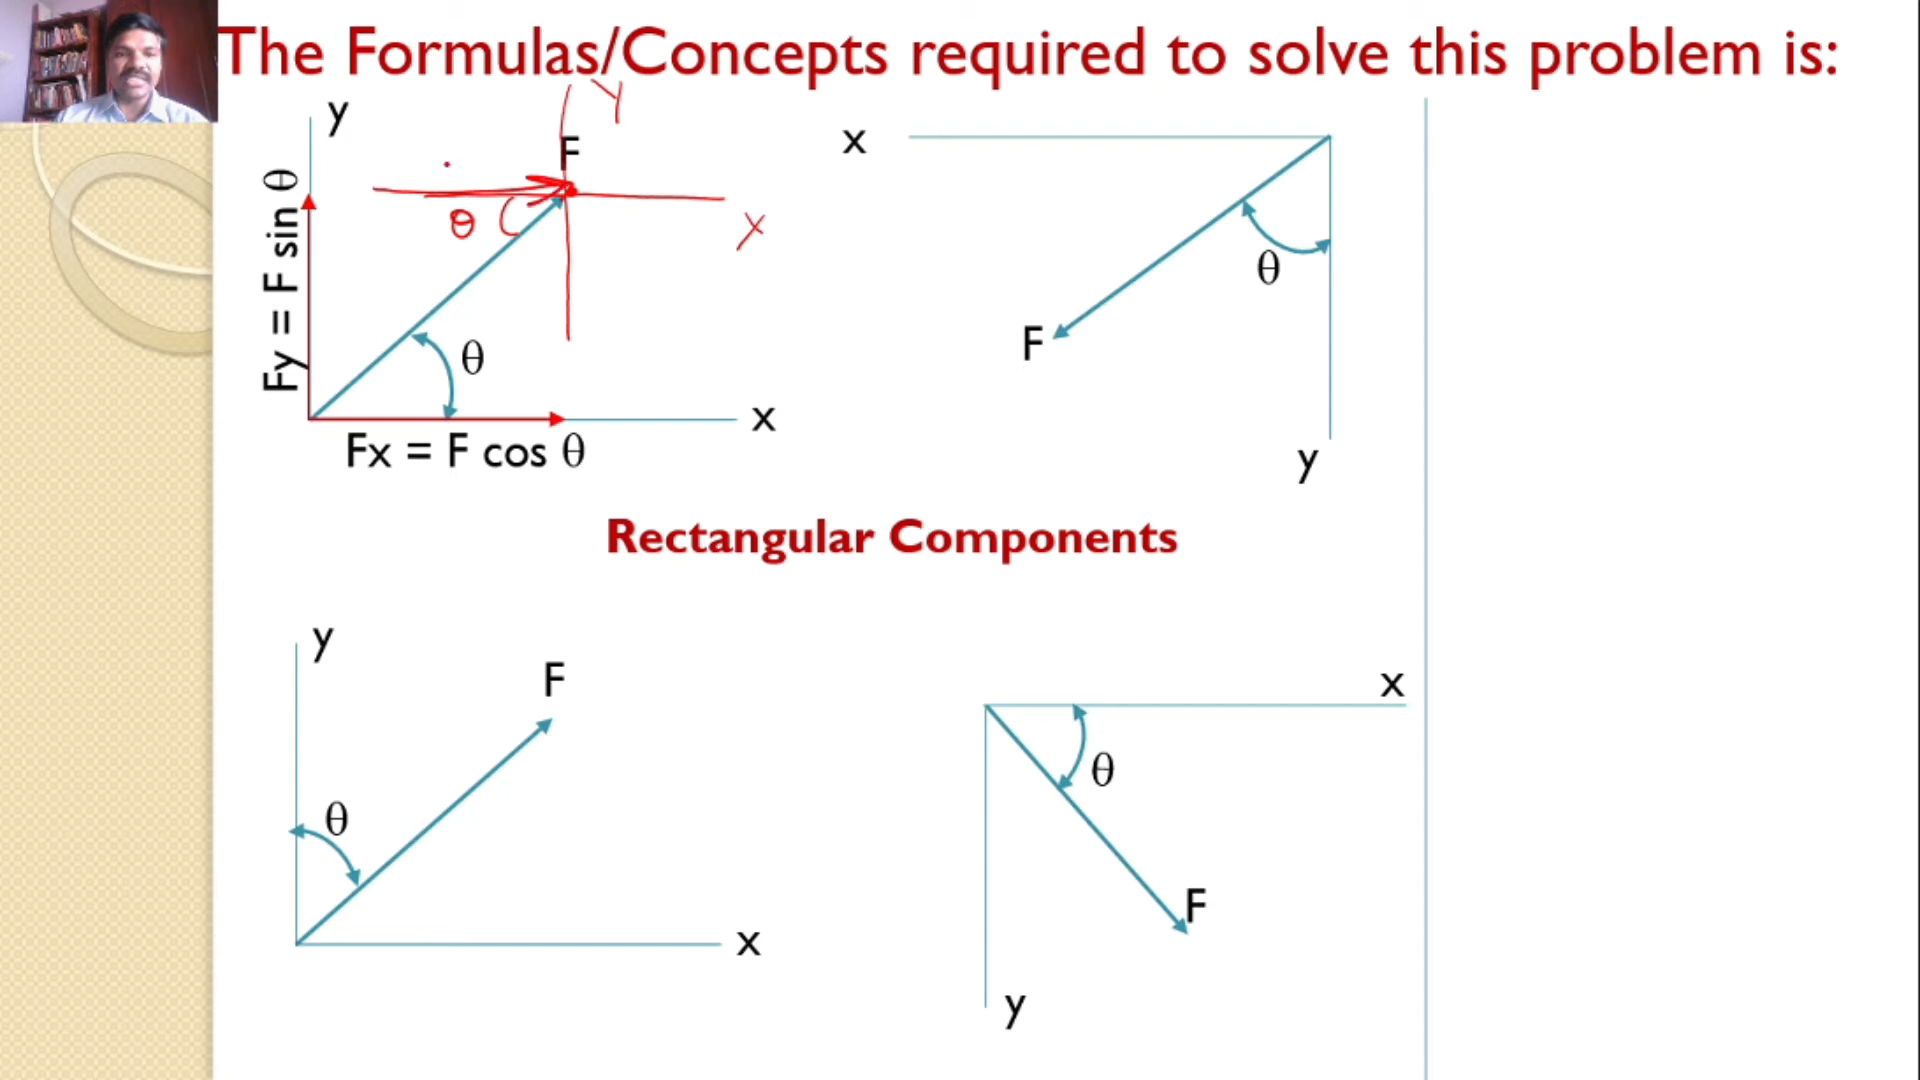 The Formulas/Concepts required to solve this problem is:
y
Y
F
x
Fy = F sin θ
θ
X
θ
θ
F
x
Fx = F cos θ
y
Rectangular Components
y
F
x
θ
θ
F
x
y